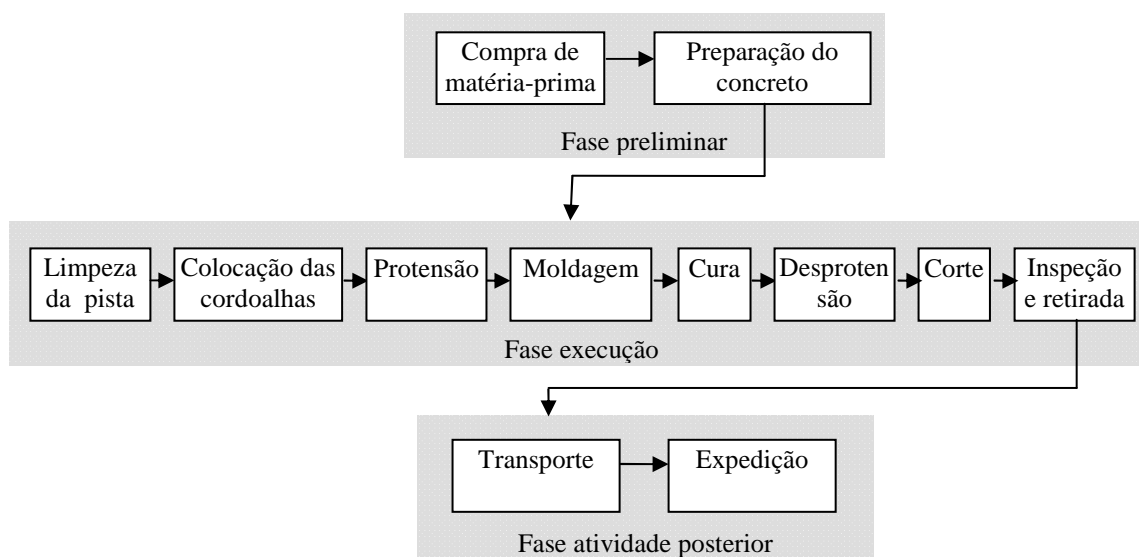 Compra de
matéria-prima
Preparação do
concreto
Fase preliminar
Limpeza
da pista
Colocação das
cordoalhas
Protensão
Moldagem
Cura
Desproten
são
Corte
Inspeção
e retirada
Fase execução
Transporte
Expedição
Fase atividade posterior